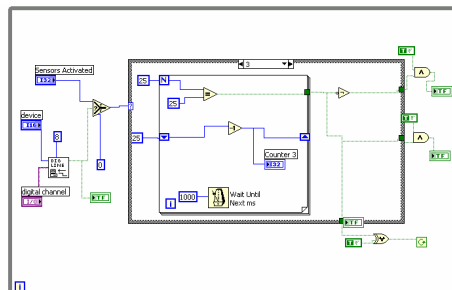 3
Sensors Activated
I32
25
N
25
device
I16
8
?
25
-1
DIG
LINE
0
Counter 3
I32
digital channel
I/O
TF
1000
Wait Until
Next ms
i
TF
TF
TF
TF
TF
TF
i